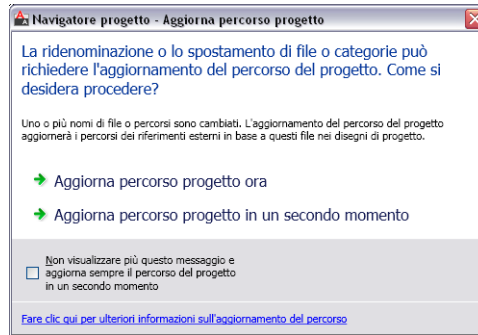 Navigatore progetto - Aggiorna percorso progetto
La ridenominazione o lo spostamento di file o categorie può
richiedere l'aggiornamento del percorso del progetto. Come si
desidera procedere?
Uno o più nomi di file o percorsi sono cambiati. L'aggiornamento del percorso del progetto
aggiornerà i percorsi dei riferimenti esterni in base a questi file nei disegni di progetto.
Aggiorna percorso progetto ora
Aggiorna percorso progetto in un secondo momento
Non visualizzare più questo messaggio e
aggiorna sempre il percorso del progetto
in un secondo momento
Fare clic qui per ulteriori informazioni sull'aggiornamento del percorso